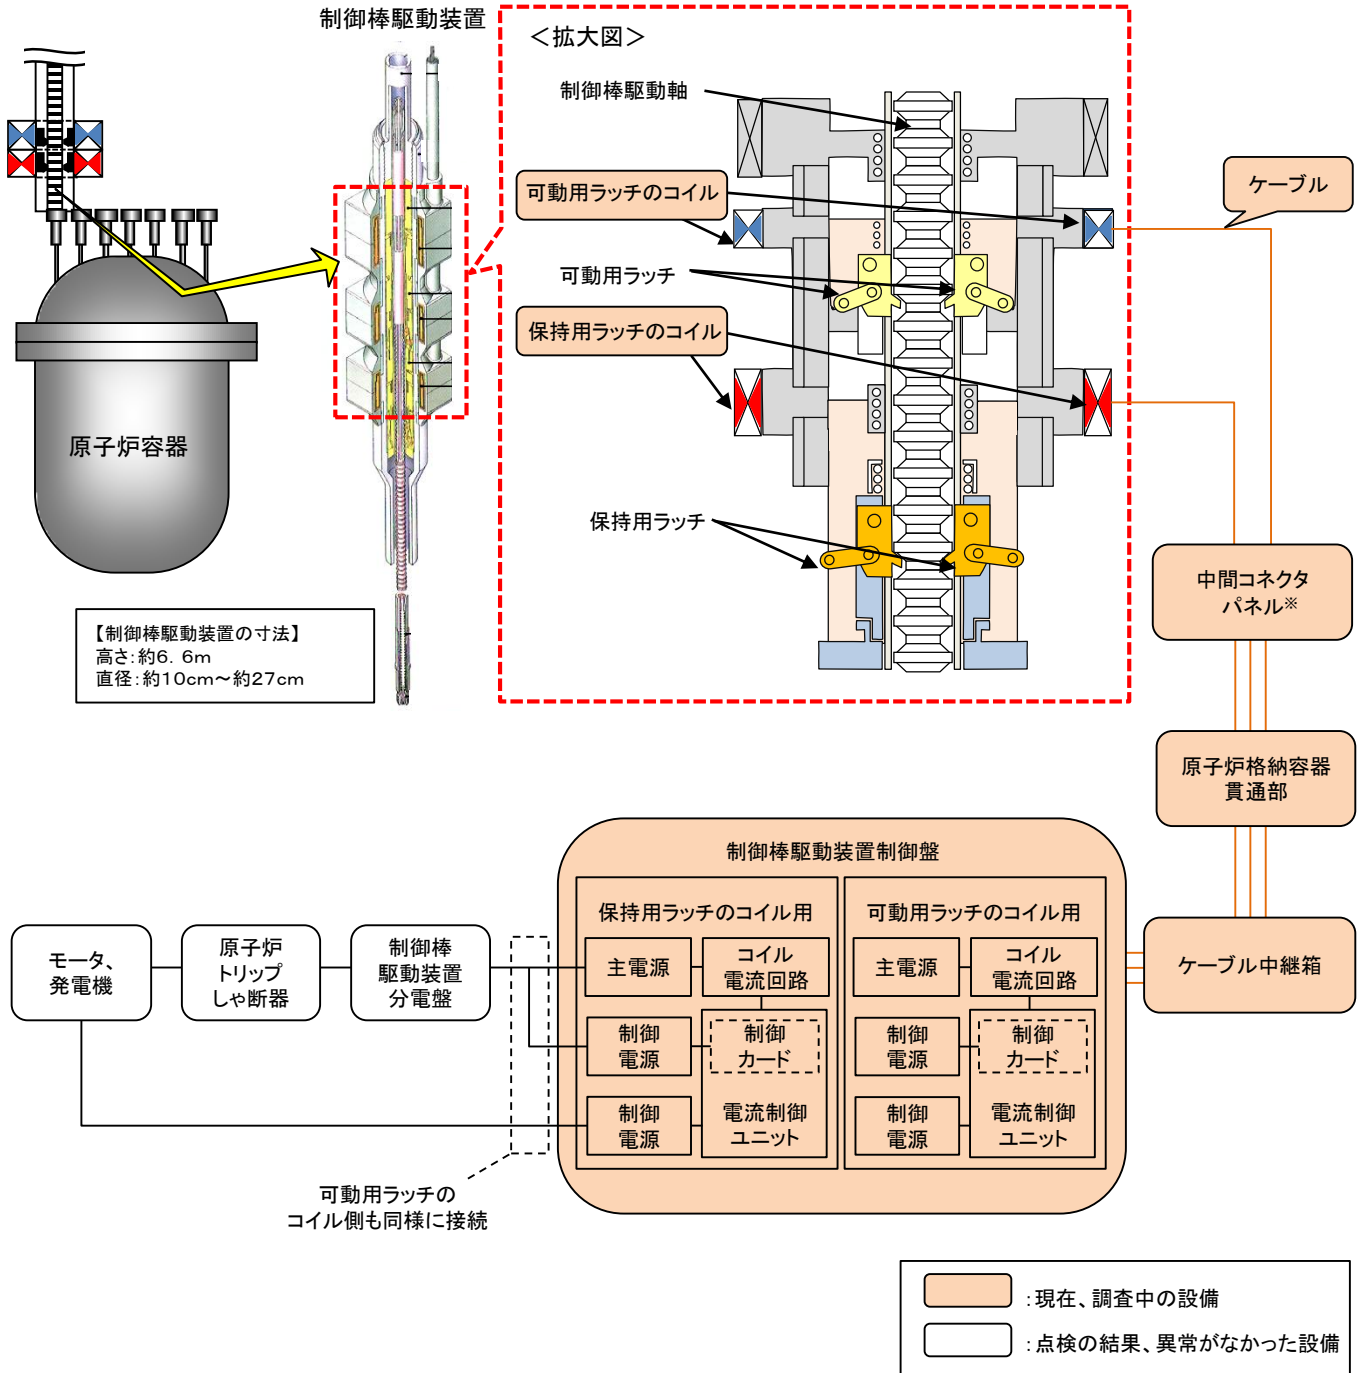 制御棒駆動装置
＜拡大図＞
制御棒駆動軸
可動用ラッチのコイル
ケーブル
可動用ラッチ
保持用ラッチのコイル
原子炉容器
保持用ラッチ
中間コネクタ
パネル※
【制御棒駆動装置の寸法】
高さ：約6．6m
直径：約10cm～約27cm
原子炉格納容器
貫通部
制御棒駆動装置制御盤
保持用ラッチのコイル用
可動用ラッチのコイル用
モータ、
発電機
原子炉
トリップ
しゃ断器
制御棒
駆動装置
分電盤
主電源
コイル
電流回路
主電源
コイル
電流回路
ケーブル中継箱
制御
電源
制御
カード
制御
電源
制御
カード
制御
電源
電流制御
ユニット
制御
電源
電流制御
ユニット
可動用ラッチの
コイル側も同様に接続
：現在、調査中の設備
：点検の結果、異常がなかった設備